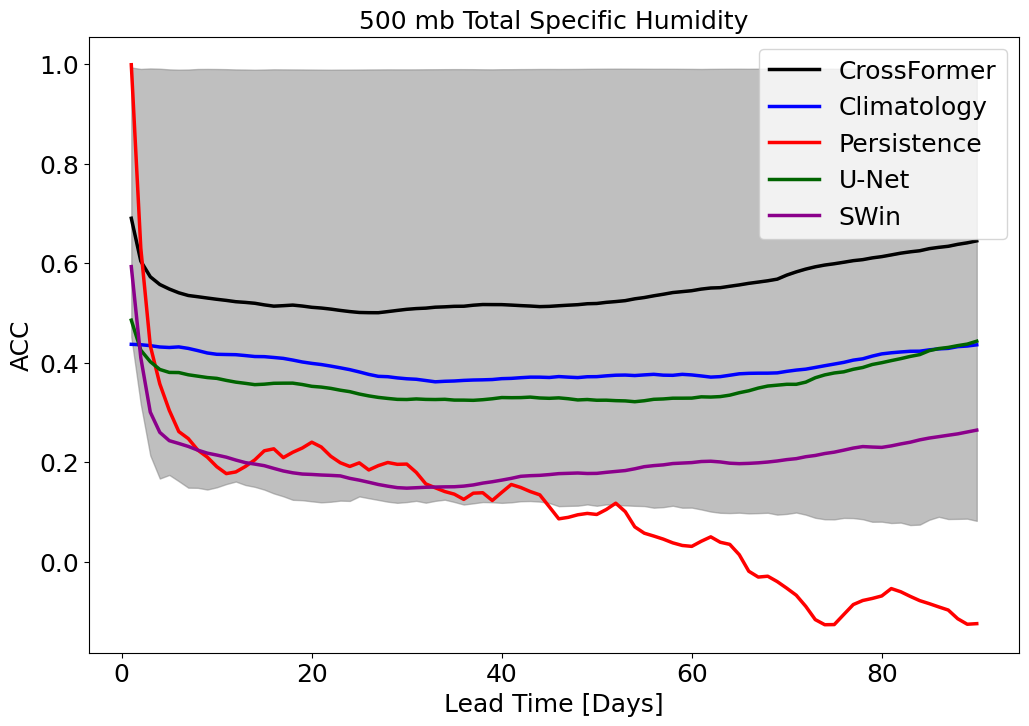 500 mb Total Specific Humidity
1.0
0.8
0.6
0.4
0.2
0.0
ACC
CrossFormer
Climatology
Persistence
U-Net
SWin
0 20 40 60 80
Lead Time [Days]